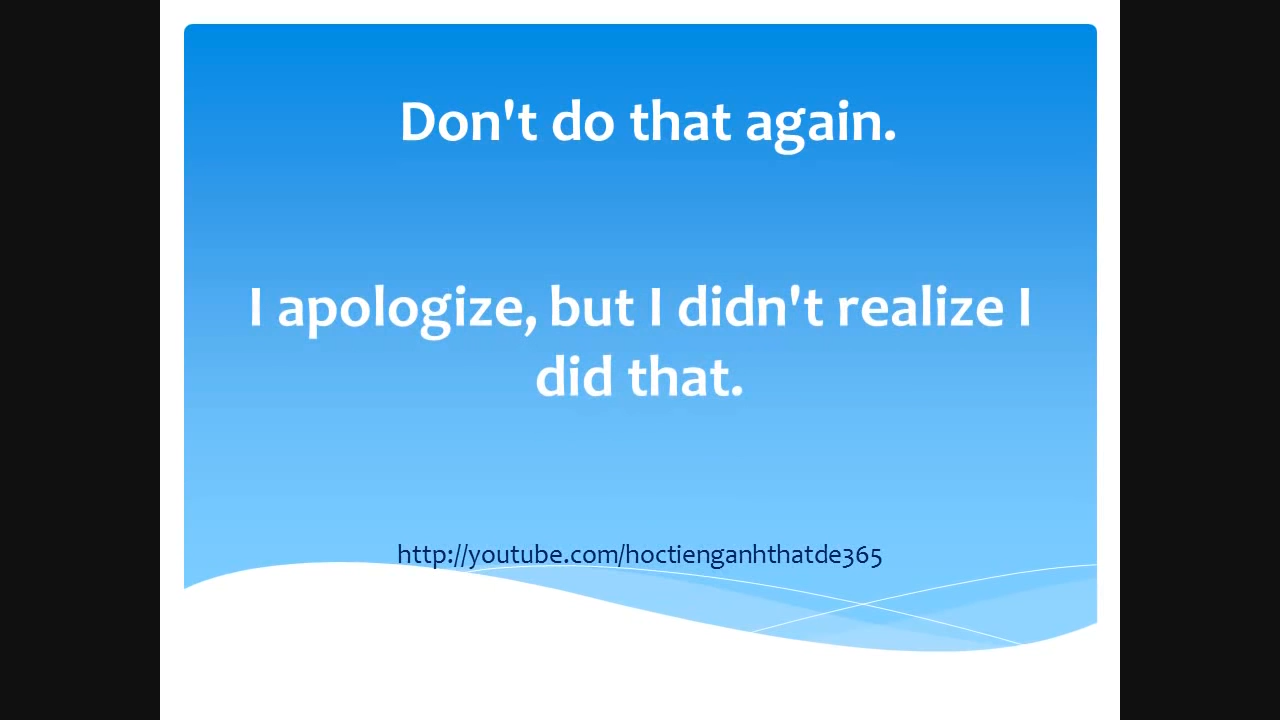 Don't do that again.
I apologize, but I didn't realize I
did that.
http://youtube.com/hoctienganhthatde365